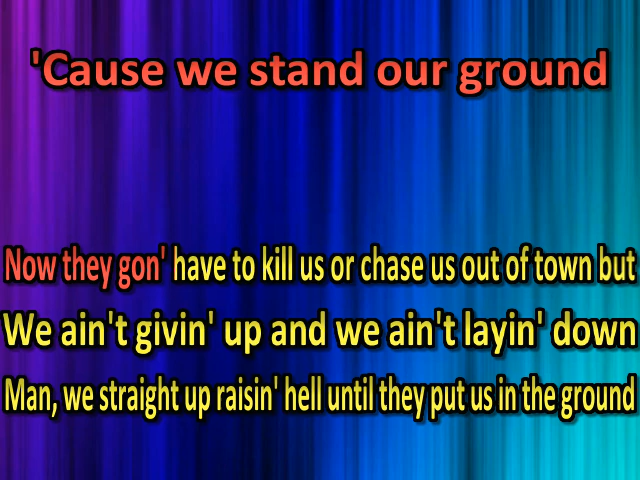 'Cause we stand our ground
Now they gon' have to kill us or chase us out of town but
We ain't givin' up and we ain't layin' down
Man, we straight up raisin' hell until they put us in the ground